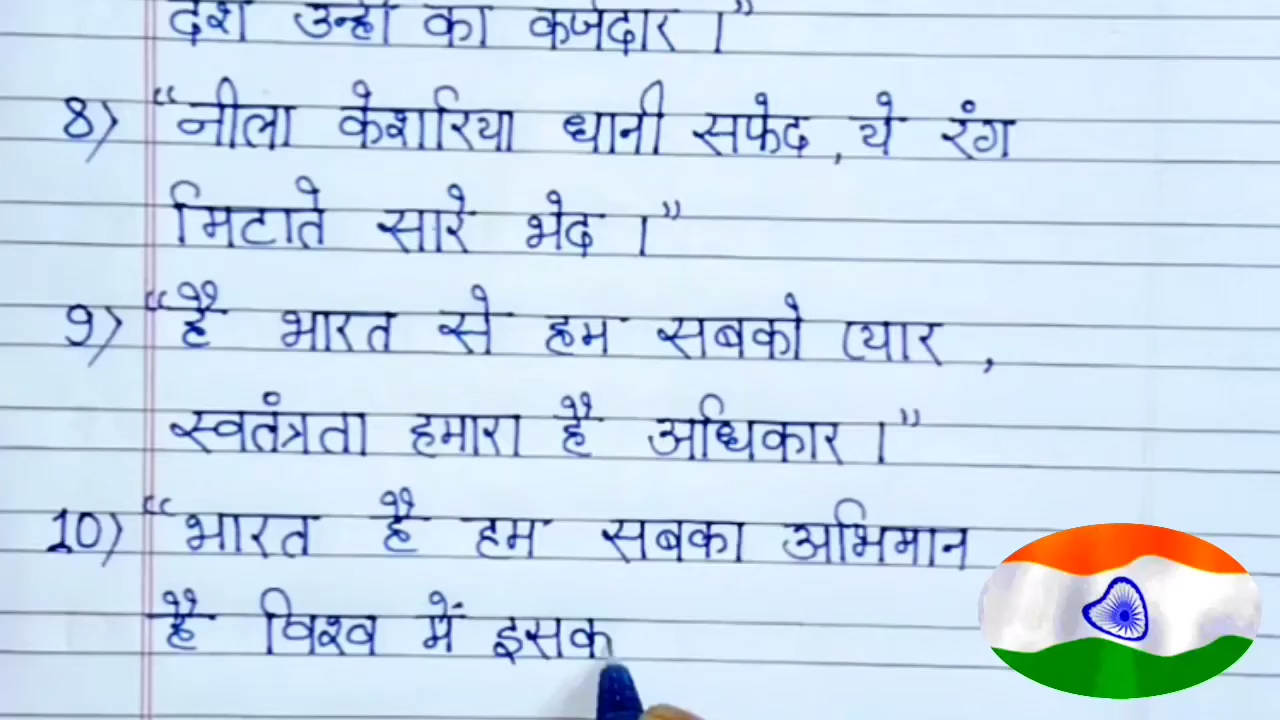 देश उन्हीं का कर्जदार ।”
8) “नीला केशरिया धानी सफेद, ये रंग
मिटाते सारे भेद ।”
9) “है भारत से हम सबको प्यार ,
स्वतंत्रता हमारा है अधिकार ।”
10) “भारत है हम सबका अभिमान
है विश्व में इसक